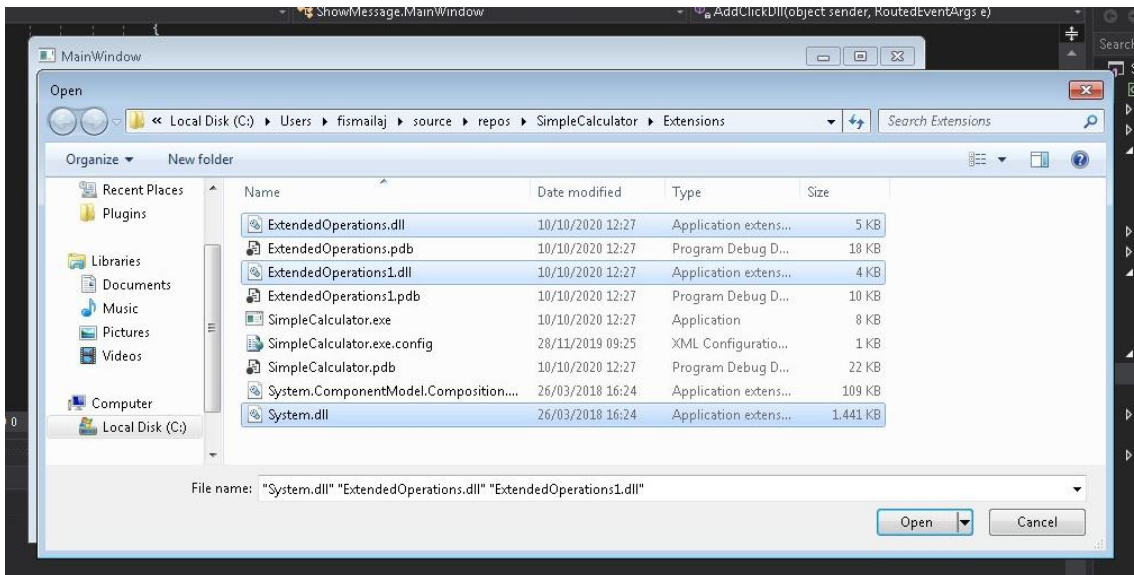 ShowMessage.MainWindow AddClickDll(object sender, RoutedEventArgs e)
{
Search
MainWindow
Open
« Local Disk (C:) Users fismailaj source repos SimpleCalculator Extensions Search Extensions
Organize New folder
Recent Places
Plugins
Libraries
Documents
Music
Pictures
Videos
Computer
Local Disk (C:)
Name Date modified Type Size
ExtendedOperations.dll 10/10/2020 12:27 Application extens... 5 KB
ExtendedOperations.pdb 10/10/2020 12:27 Program Debug D... 18 KB
ExtendedOperations1.dll 10/10/2020 12:27 Application extens... 4 KB
ExtendedOperations1.pdb 10/10/2020 12:27 Program Debug D... 10 KB
SimpleCalculator.exe 10/10/2020 12:27 Application 8 KB
SimpleCalculator.exe.config 28/11/2019 09:25 XML Configuratio... 1 KB
SimpleCalculator.pdb 10/10/2020 12:27 Program Debug D... 22 KB
System.ComponentModel.Composition.... 26/03/2018 16:24 Application extens... 109 KB
System.dll 26/03/2018 16:24 Application extens... 1.441 KB
File name: "System.dll" "ExtendedOperations.dll" "ExtendedOperations1.dll"
Open Cancel